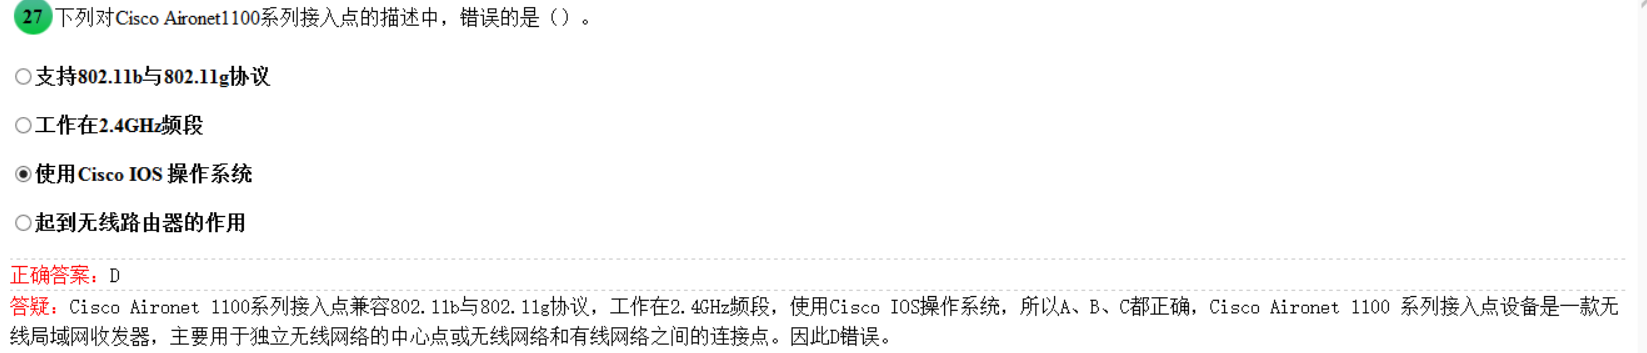 27 下列对Cisco Aironet1100系列接入点的描述中，错误的是（）。
支持802.11b与802.11g协议
工作在2.4GHz频段
使用Cisco IOS 操作系统
起到无线路由器的作用
正确答案：D
答疑：Cisco Aironet 1100系列接入点兼容802.11b与802.11g协议，工作在2.4GHz频段，使用Cisco IOS操作系统，所以A、B、C都正确，Cisco Aironet 1100 系列接入点设备是一款无
线局域网收发器，主要用于独立无线网络的中心点或无线网络和有线网络之间的连接点。因此D错误。